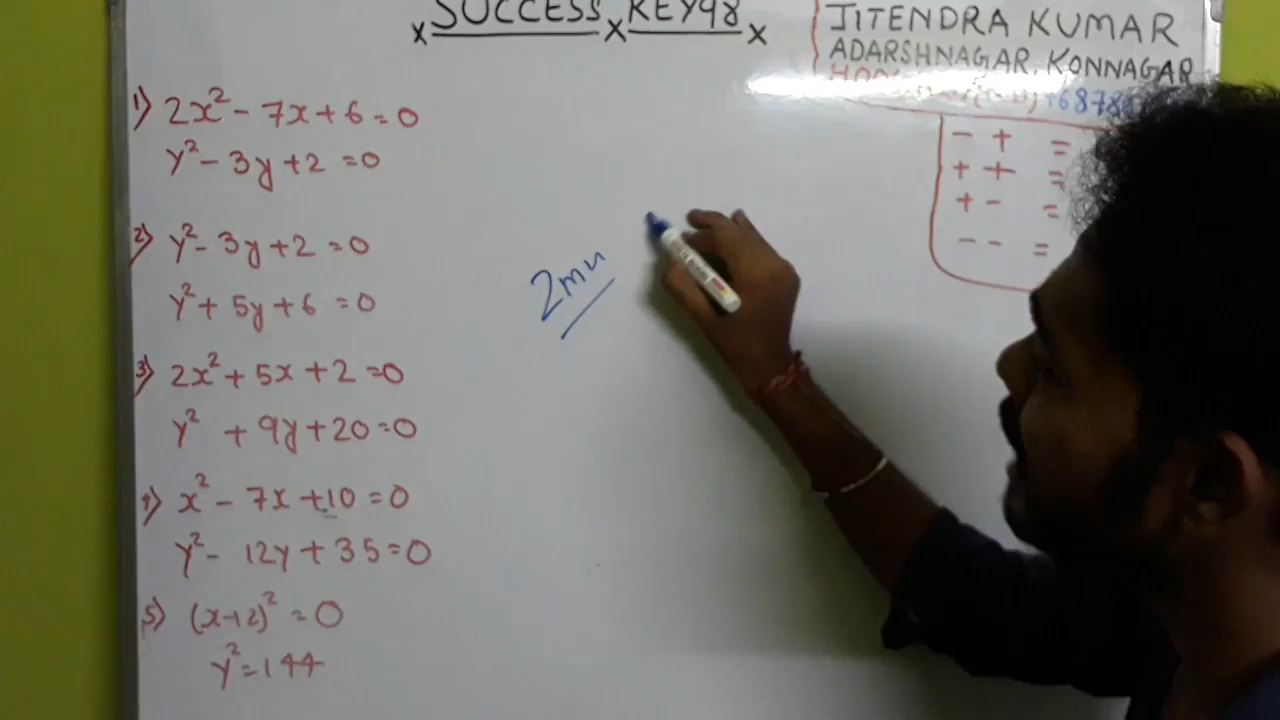 SUCCESS KEY98
JITENDRA KUMAR
ADARSHNAGAR, KONNAGAR
- + =
+ + =
+ - =
- - =
1) 2x² - 7x + 6 = 0
y² - 3y + 2 = 0
2) y² - 3y + 2 = 0
y² + 5y + 6 = 0
3) 2x² + 5x + 2 = 0
y² + 9y + 20 = 0
4) x² - 7x + 10 = 0
y² - 12y + 35 = 0
5) (x-12)² = 0
y² = 144